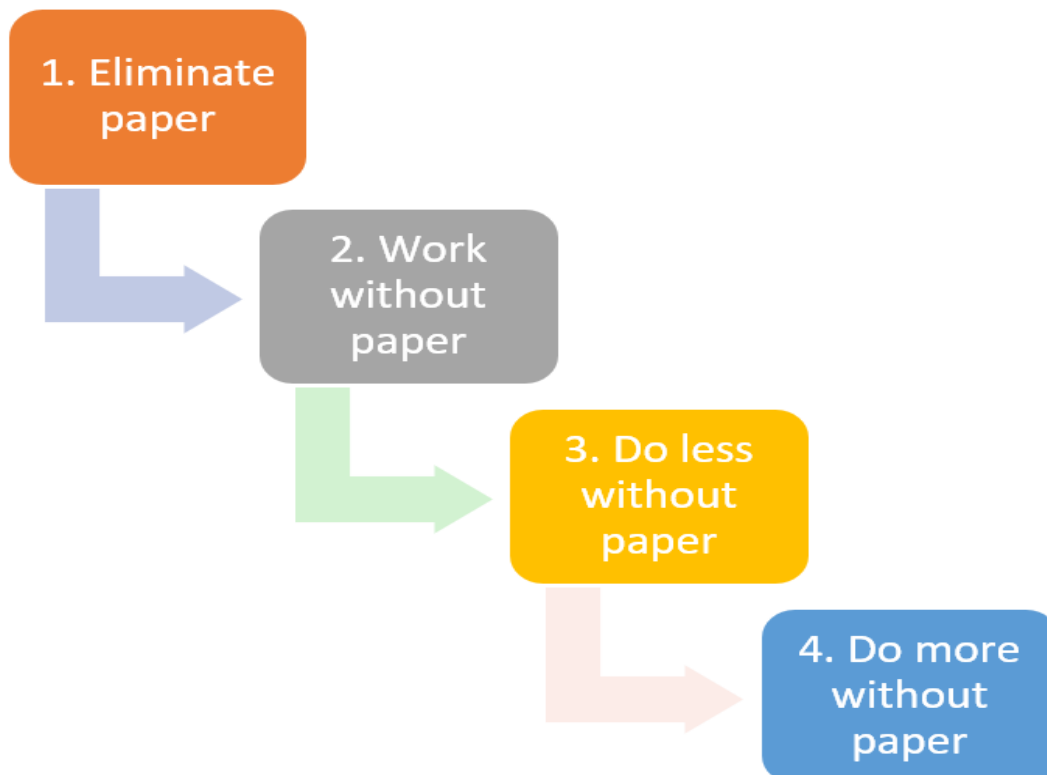 1. Eliminate
paper
2. Work
without
paper
3. Do less
without
paper
4. Do more
without
paper